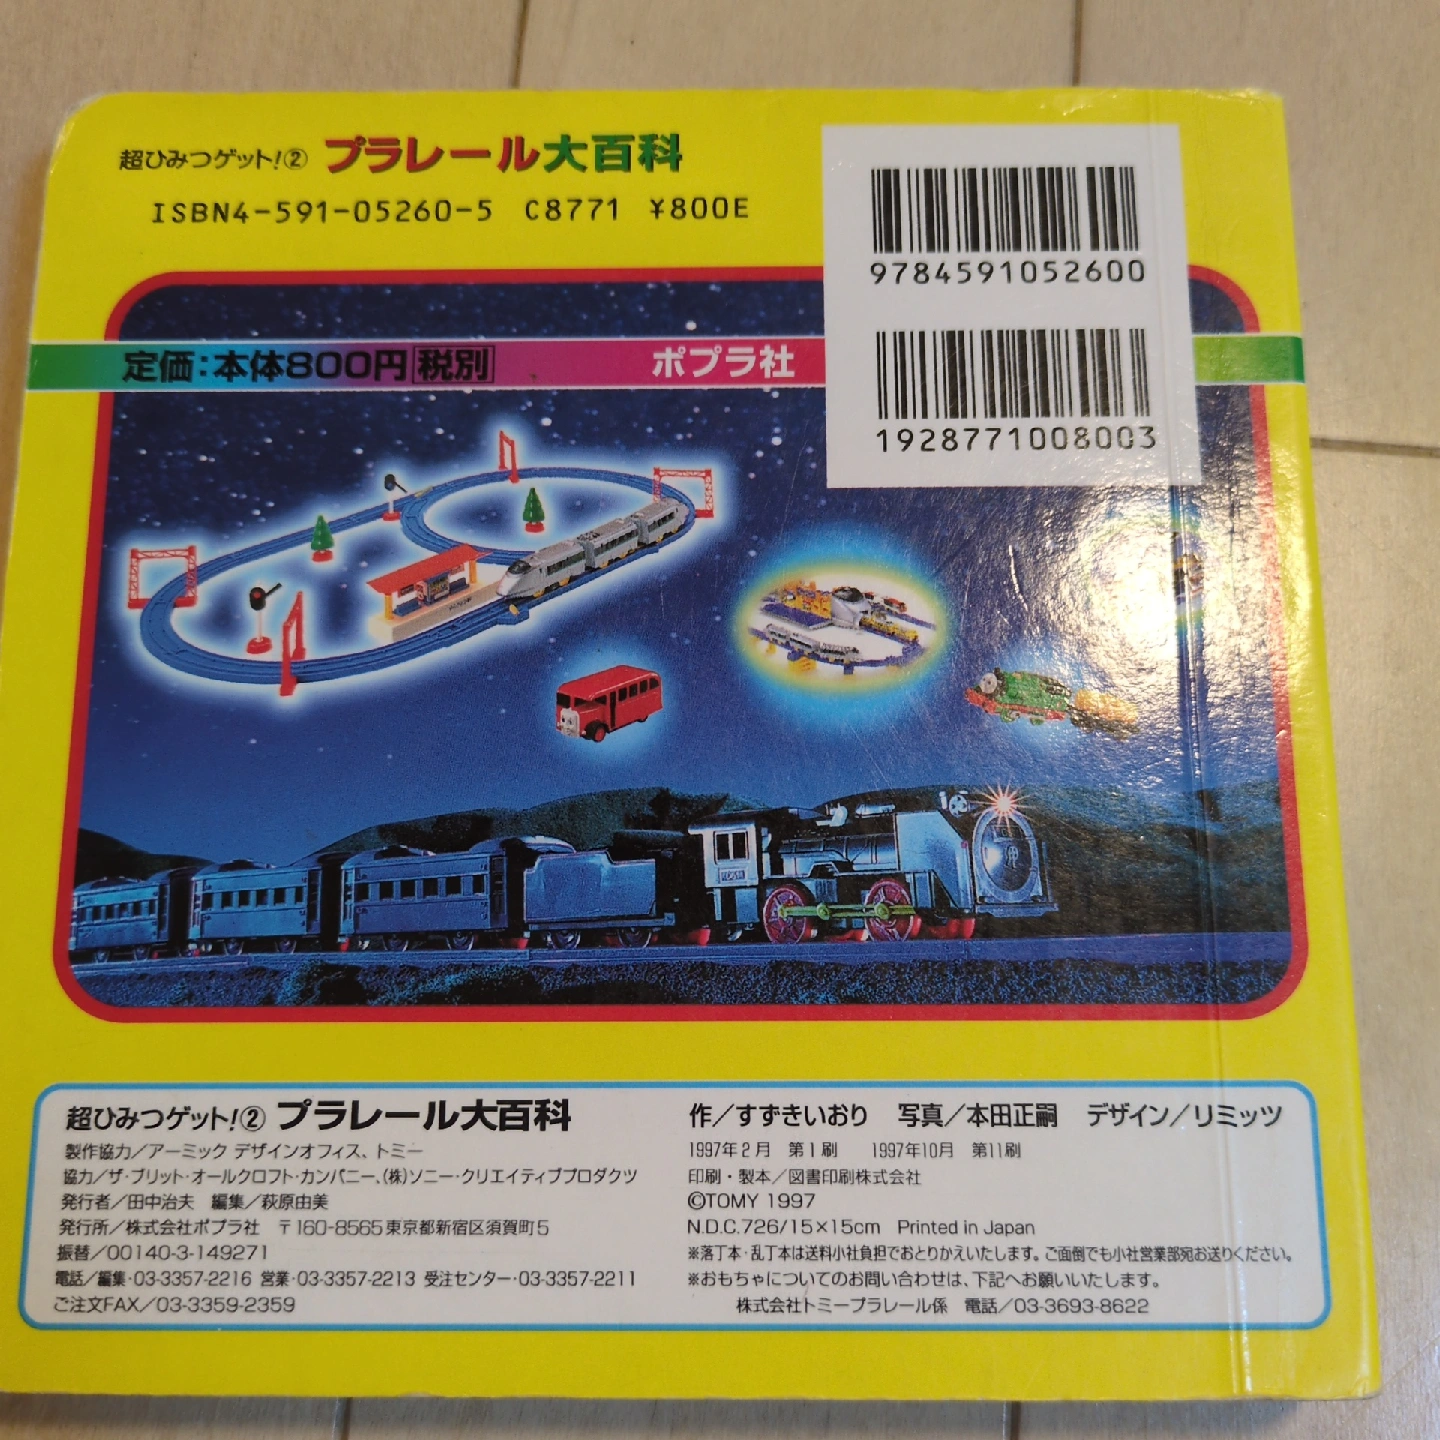 超ひみつゲット!② プラレール大百科
ISBN4-591-05260-5 C8771 ¥800E
9784591052600
定価:本体800円 税別
ポプラ社
1928771008003
超ひみつゲット!② プラレール大百科
製作協力/アーミック デザインオフィス、トミー
協力/ザ・ブリット・オールクロフト・カンパニー、(株)ソニー・クリエイティブプロダクツ
発行者/田中治夫 編集/萩原由美
発行所/株式会社ポプラ社 〒160-8565東京都新宿区須賀町5
振替/00140-3-149271
電話/編集・03-3357-2216 営業・03-3357-2213 受注センター・03-3357-2211
ご注文FAX/03-3359-2359
作/すずきいおり 写真/本田正嗣 デザイン/リミッツ
1997年2月 第1刷 1997年10月 第11刷
印刷・製本/図書印刷株式会社
©TOMY 1997
N.D.C.726/15×15cm Printed in Japan
※落丁本・乱丁本は送料小社負担でおとりかえいたします。ご面倒でも小社営業部宛お送りください。
※おもちゃについてのお問い合わせは、下記へお願いいたします。
株式会社トミープラレール係 電話/03-3693-8622